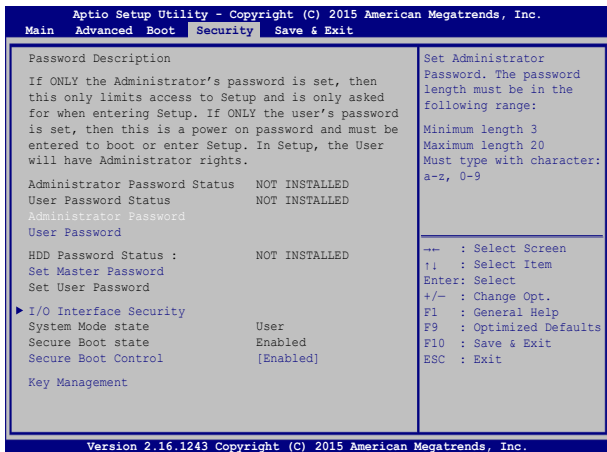 Aptio Setup Utility - Copyright (C) 2015 American Megatrends, Inc.
Main Advanced Boot Security Save & Exit
Password Description
If ONLY the Administrator's password is set, then
this only limits access to Setup and is only asked
for when entering Setup. If ONLY the user's password
is set, then this is a power on password and must be
entered to boot or enter Setup. In Setup, the User
will have Administrator rights.
Administrator Password Status NOT INSTALLED
User Password Status NOT INSTALLED
Administrator Password
User Password
HDD Password Status : NOT INSTALLED
Set Master Password
Set User Password
I/O Interface Security
System Mode state User
Secure Boot state Enabled
Secure Boot Control [Enabled]
Key Management
Set Administrator
Password. The password
length must be in the
following range:
Minimum length 3
Maximum length 20
Must type with character:
a-z, 0-9
→← : Select Screen
↑↓ : Select Item
Enter: Select
+/— : Change Opt.
F1 : General Help
F9 : Optimized Defaults
F10 : Save & Exit
ESC : Exit
Version 2.16.1243 Copyright (C) 2015 American Megatrends, Inc.